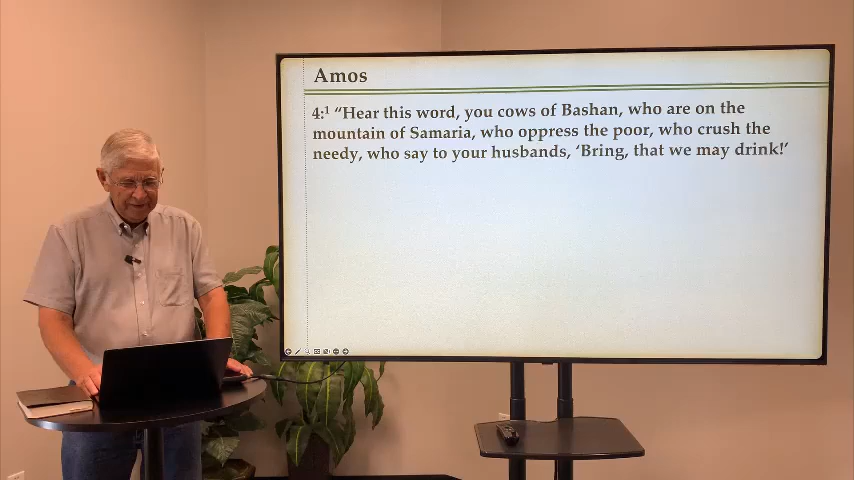 Amos
4:1 “Hear this word, you cows of Bashan, who are on the
mountain of Samaria, who oppress the poor, who crush the
needy, who say to your husbands, ‘Bring, that we may drink!’